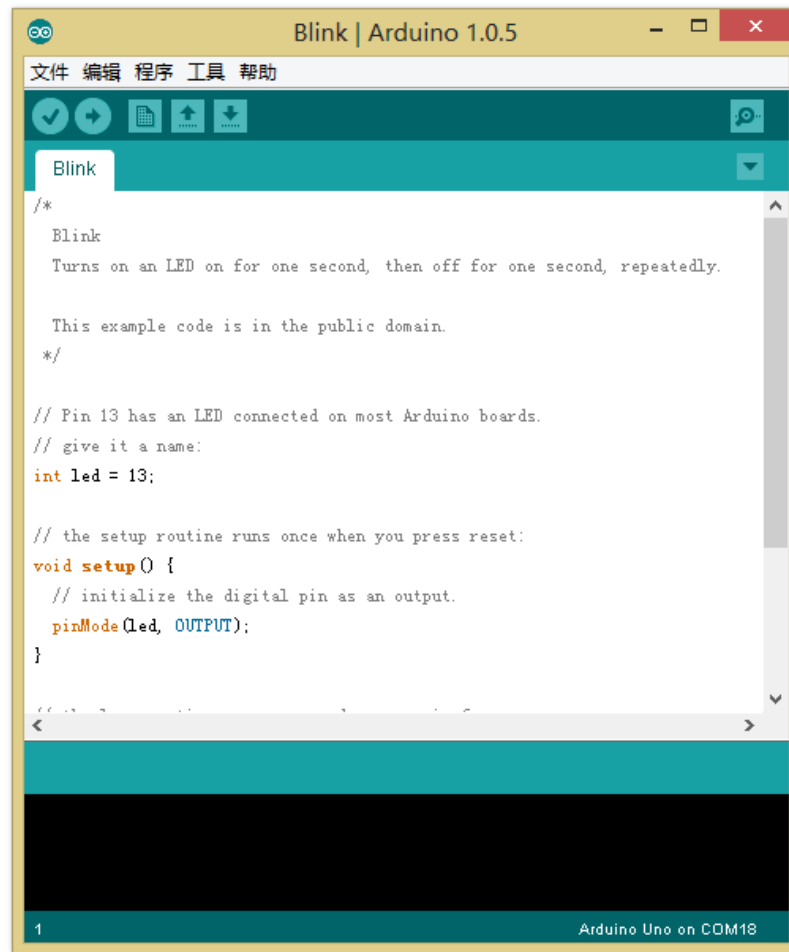 Blink | Arduino 1.0.5
文件 编辑 程序 工具 帮助
Blink
/*
  Blink
  Turns on an LED on for one second, then off for one second, repeatedly.
  This example code is in the public domain.
 */
// Pin 13 has an LED connected on most Arduino boards.
// give it a name:
int led = 13;
// the setup routine runs once when you press reset:
void setup() {
  // initialize the digital pin as an output.
  pinMode(led, OUTPUT);
}
1
Arduino Uno on COM18